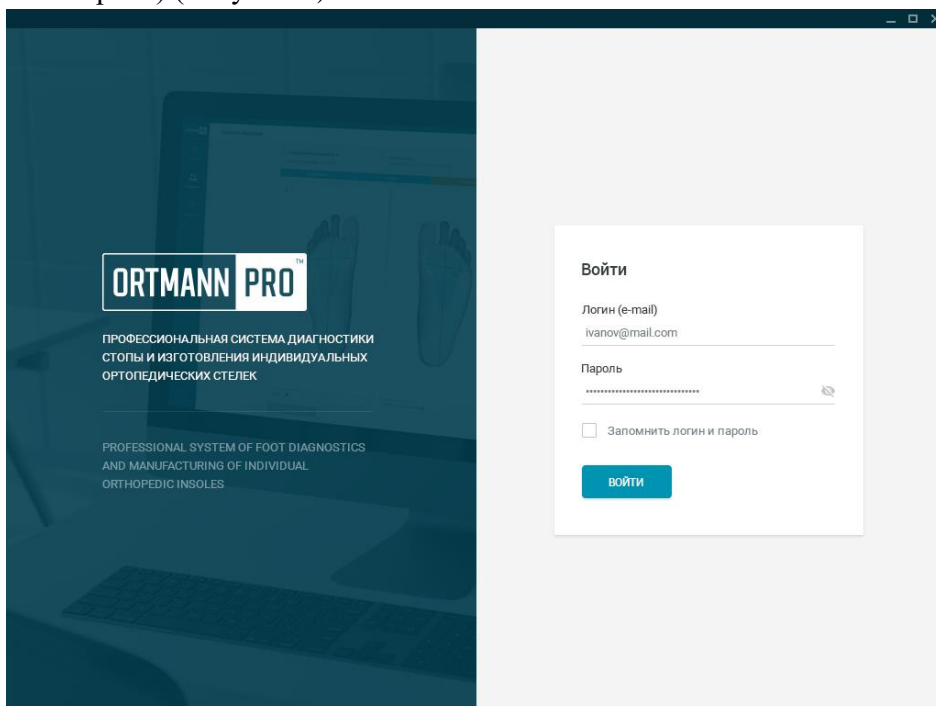 ORTMANN PRO™
ПРОФЕССИОНАЛЬНАЯ СИСТЕМА ДИАГНОСТИКИ
СТОПЫ И ИЗГОТОВЛЕНИЯ ИНДИВИДУАЛЬНЫХ
ОРТОПЕДИЧЕСКИХ СТЕЛЕК
PROFESSIONAL SYSTEM OF FOOT DIAGNOSTICS
AND MANUFACTURING OF INDIVIDUAL
ORTHOPEDIC INSOLES
Войти
Логин (e-mail)
ivanov@mail.com
Пароль
Запомнить логин и пароль
ВОЙТИ